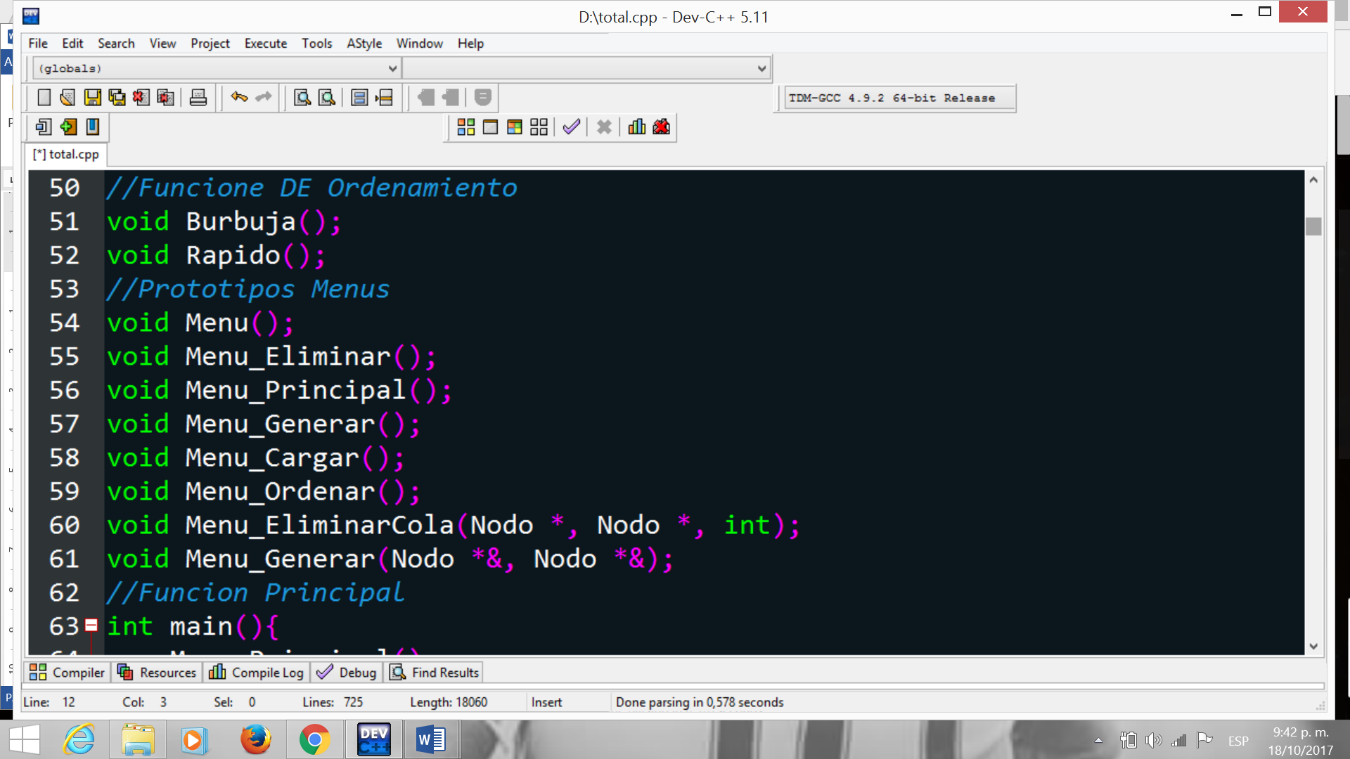 D:\total.cpp - Dev-C++ 5.11
File Edit Search View Project Execute Tools AStyle Window Help
(globals)
TDM-GCC 4.9.2 64-bit Release
[*] total.cpp
50 //Funcione DE Ordenamiento
51 void Burbuja();
52 void Rapido();
53 //Prototipos Menus
54 void Menu();
55 void Menu_Eliminar();
56 void Menu_Principal();
57 void Menu_Generar();
58 void Menu_Cargar();
59 void Menu_Ordenar();
60 void Menu_EliminarCola(Nodo *, Nodo *, int);
61 void Menu_Generar(Nodo *&, Nodo *&);
62 //Funcion Principal
63 int main(){
Compiler Resources Compile Log Debug Find Results
Line: 12 Col: 3 Sel: 0 Lines: 725 Length: 18060 Insert Done parsing in 0,578 seconds
DEV C++
ESP
9:42 p. m.
18/10/2017